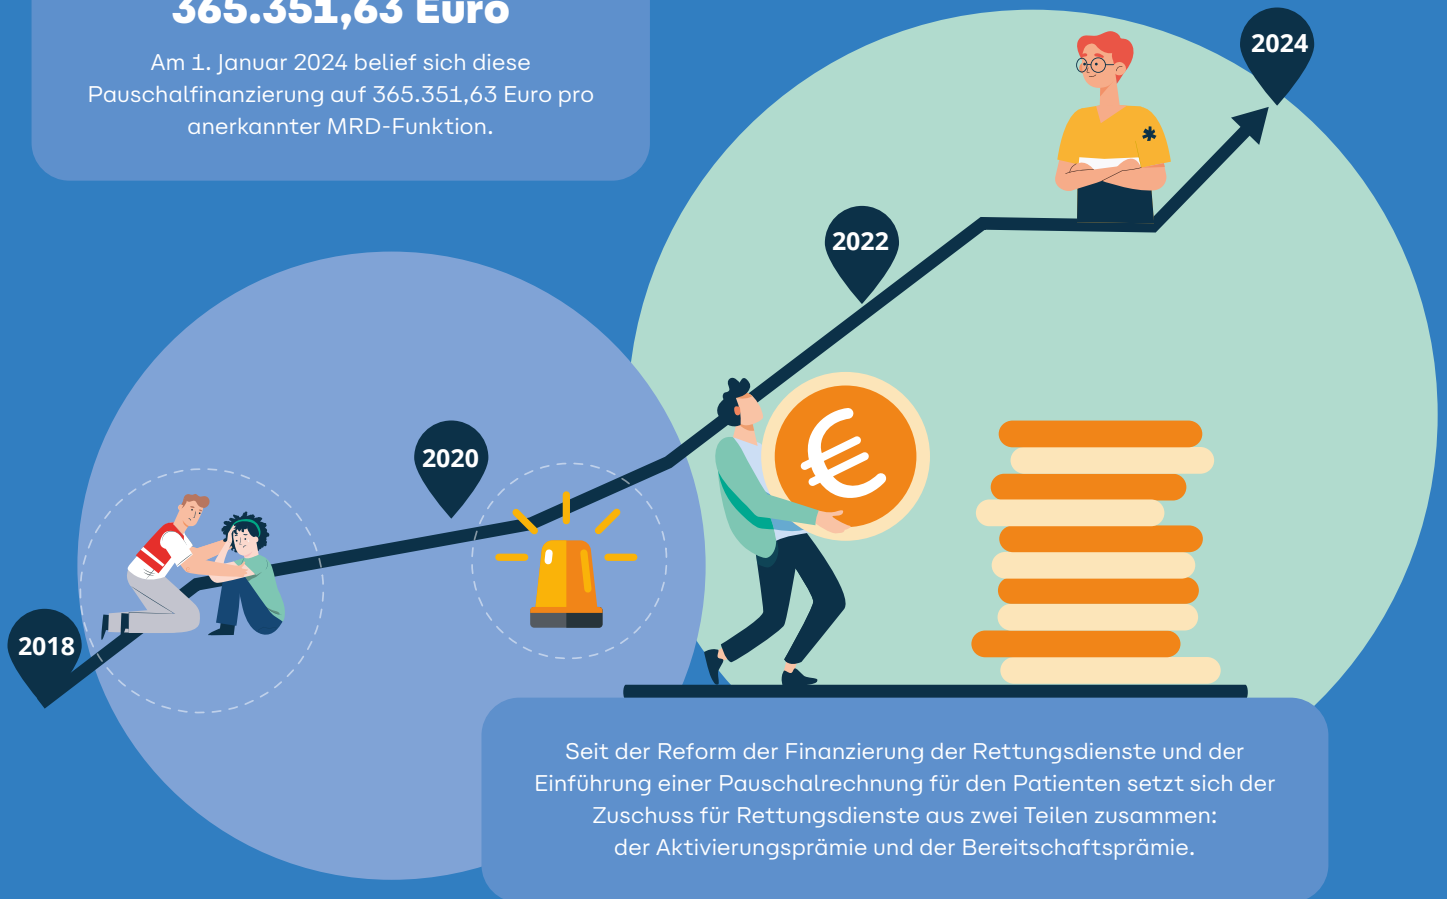 365.351,63 Euro
Am 1. Januar 2024 belief sich diese
Pauschalfinanzierung auf 365.351,63 Euro pro
anerkannter MRD-Funktion.
2024
2022
2020
2018
€
Seit der Reform der Finanzierung der Rettungsdienste und der
Einführung einer Pauschalrechnung für den Patienten setzt sich der
Zuschuss für Rettungsdienste aus zwei Teilen zusammen:
der Aktivierungsprämie und der Bereitschaftsprämie.